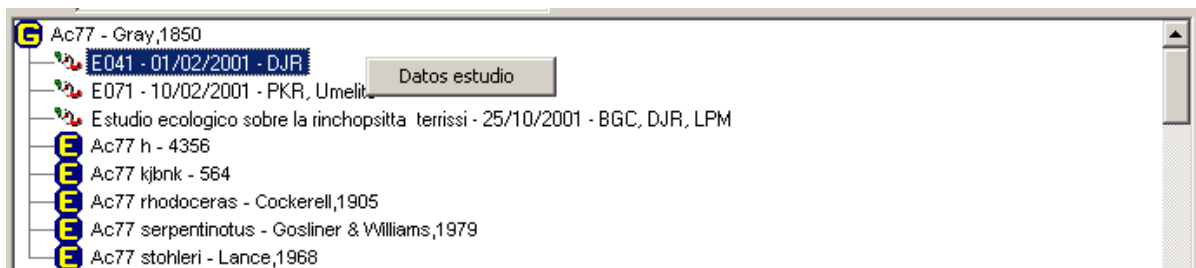 G Ac77 - Gray,1850
E041 - 01/02/2001 - DJR
Datos estudio
E071 - 10/02/2001 - PKR, Umelit
Estudio ecologico sobre la rinchopsitta terrissi - 25/10/2001 - BGC, DJR, LPM
E Ac77 h - 4356
E Ac77 kjbnk - 564
E Ac77 rhodoceras - Cockerell,1905
E Ac77 serpentinotus - Gosliner & Williams,1979
E Ac77 stohleri - Lance,1968